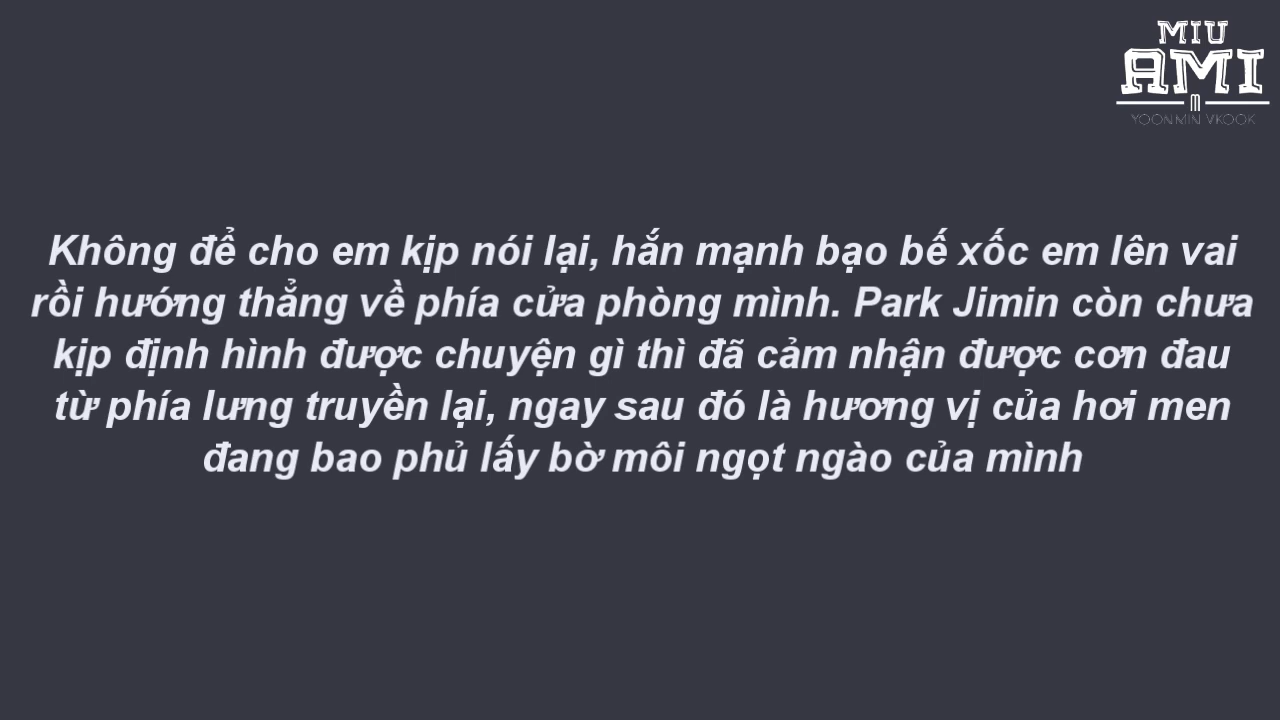 MIU
AMI
M
YOONMIN VKOOK
Không để cho em kịp nói lại, hắn mạnh bạo bế xốc em lên vai
rồi hướng thẳng về phía cửa phòng mình. Park Jimin còn chưa
kịp định hình được chuyện gì thì đã cảm nhận được cơn đau
từ phía lưng truyền lại, ngay sau đó là hương vị của hơi men
đang bao phủ lấy bờ môi ngọt ngào của mình